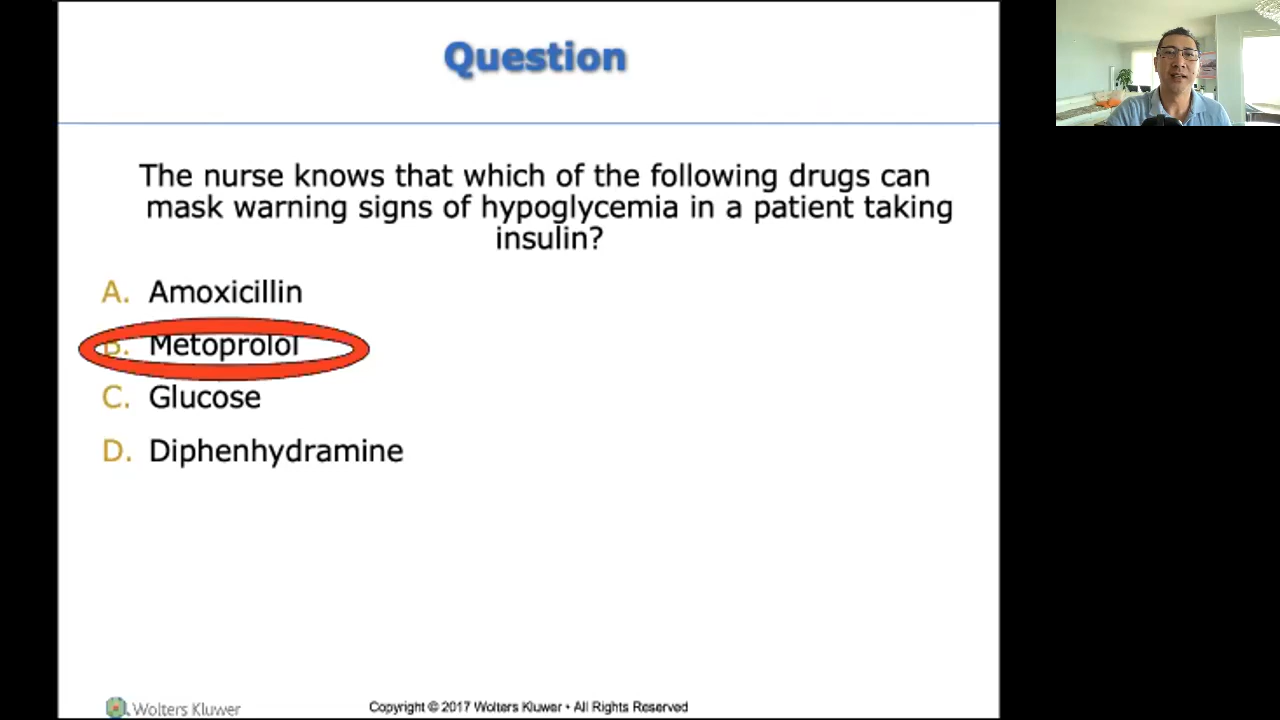 Question
The nurse knows that which of the following drugs can
mask warning signs of hypoglycemia in a patient taking
insulin?
A. Amoxicillin
B. Metoprolol
C. Glucose
D. Diphenhydramine
Wolters Kluwer
Copyright © 2017 Wolters Kluwer • All Rights Reserved